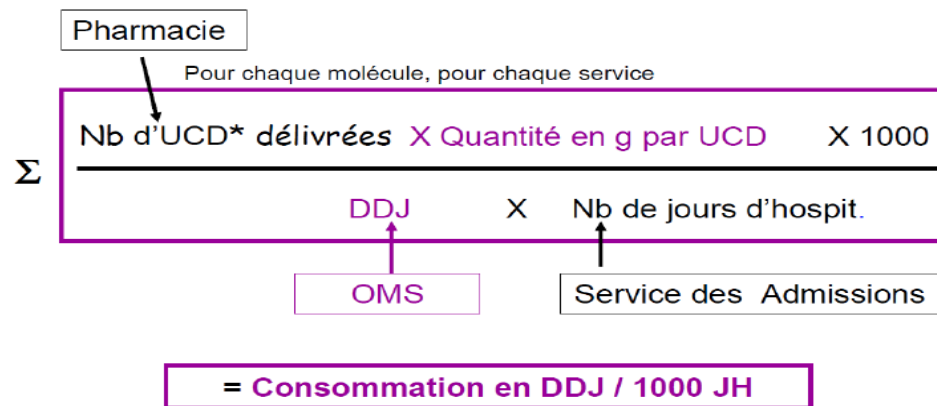 Pharmacie
Pour chaque molécule, pour chaque service
Nb d'UCD* délivrées X Quantité en g par UCD X 1000
Σ
DDJ X Nb de jours d'hospit.
OMS Service des Admissions
= Consommation en DDJ / 1000 JH